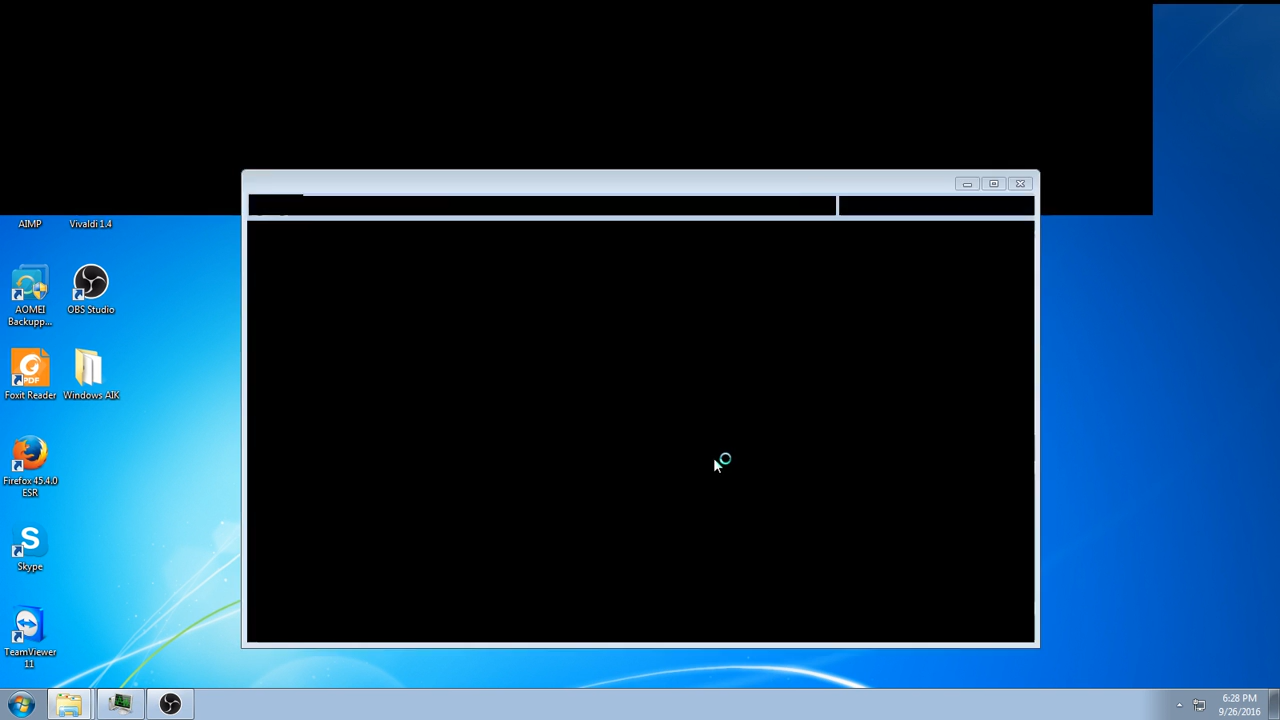 AIMP
Vivaldi 1.4
AOMEI
Backupp...
OBS Studio
PDF
Foxit Reader
Windows AIK
Firefox 45.4.0
ESR
S
Skype
TeamViewer
11
6:28 PM
9/26/2016